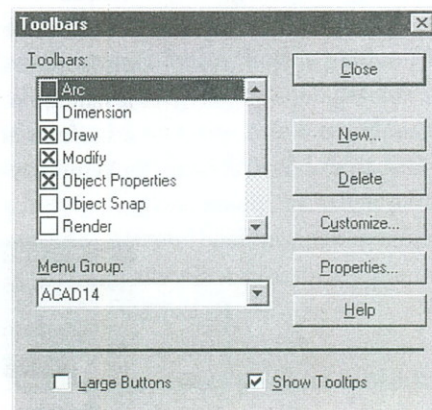 Toolbars
Toolbars:
Arc
Dimension
Draw
Modify
Object Properties
Object Snap
Render
Menu Group:
ACAD14
Close
New...
Delete
Customize...
Properties...
Help
Large Buttons
Show Tooltips